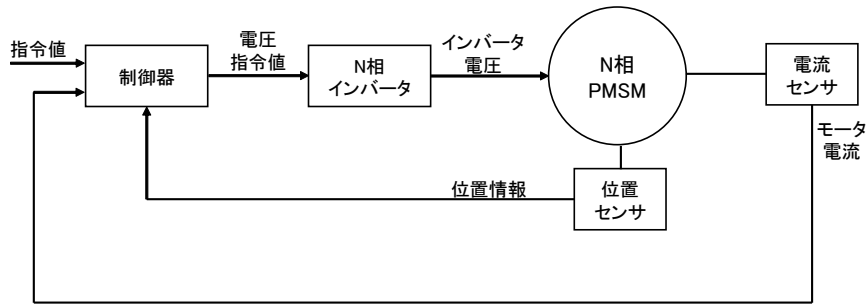 指令値
制御器
電圧
指令値
N相
インバータ
インバータ
電圧
N相
PMSM
電流
センサ
モータ
電流
位置情報
位置
センサ